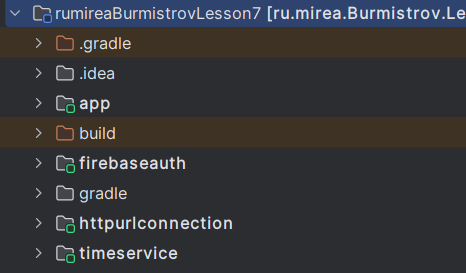 rumireaBurmistrovLesson7 [ru.mirea.Burmistrov.Le
.gradle
.idea
app
build
firebaseauth
gradle
httpurlconnection
timeservice